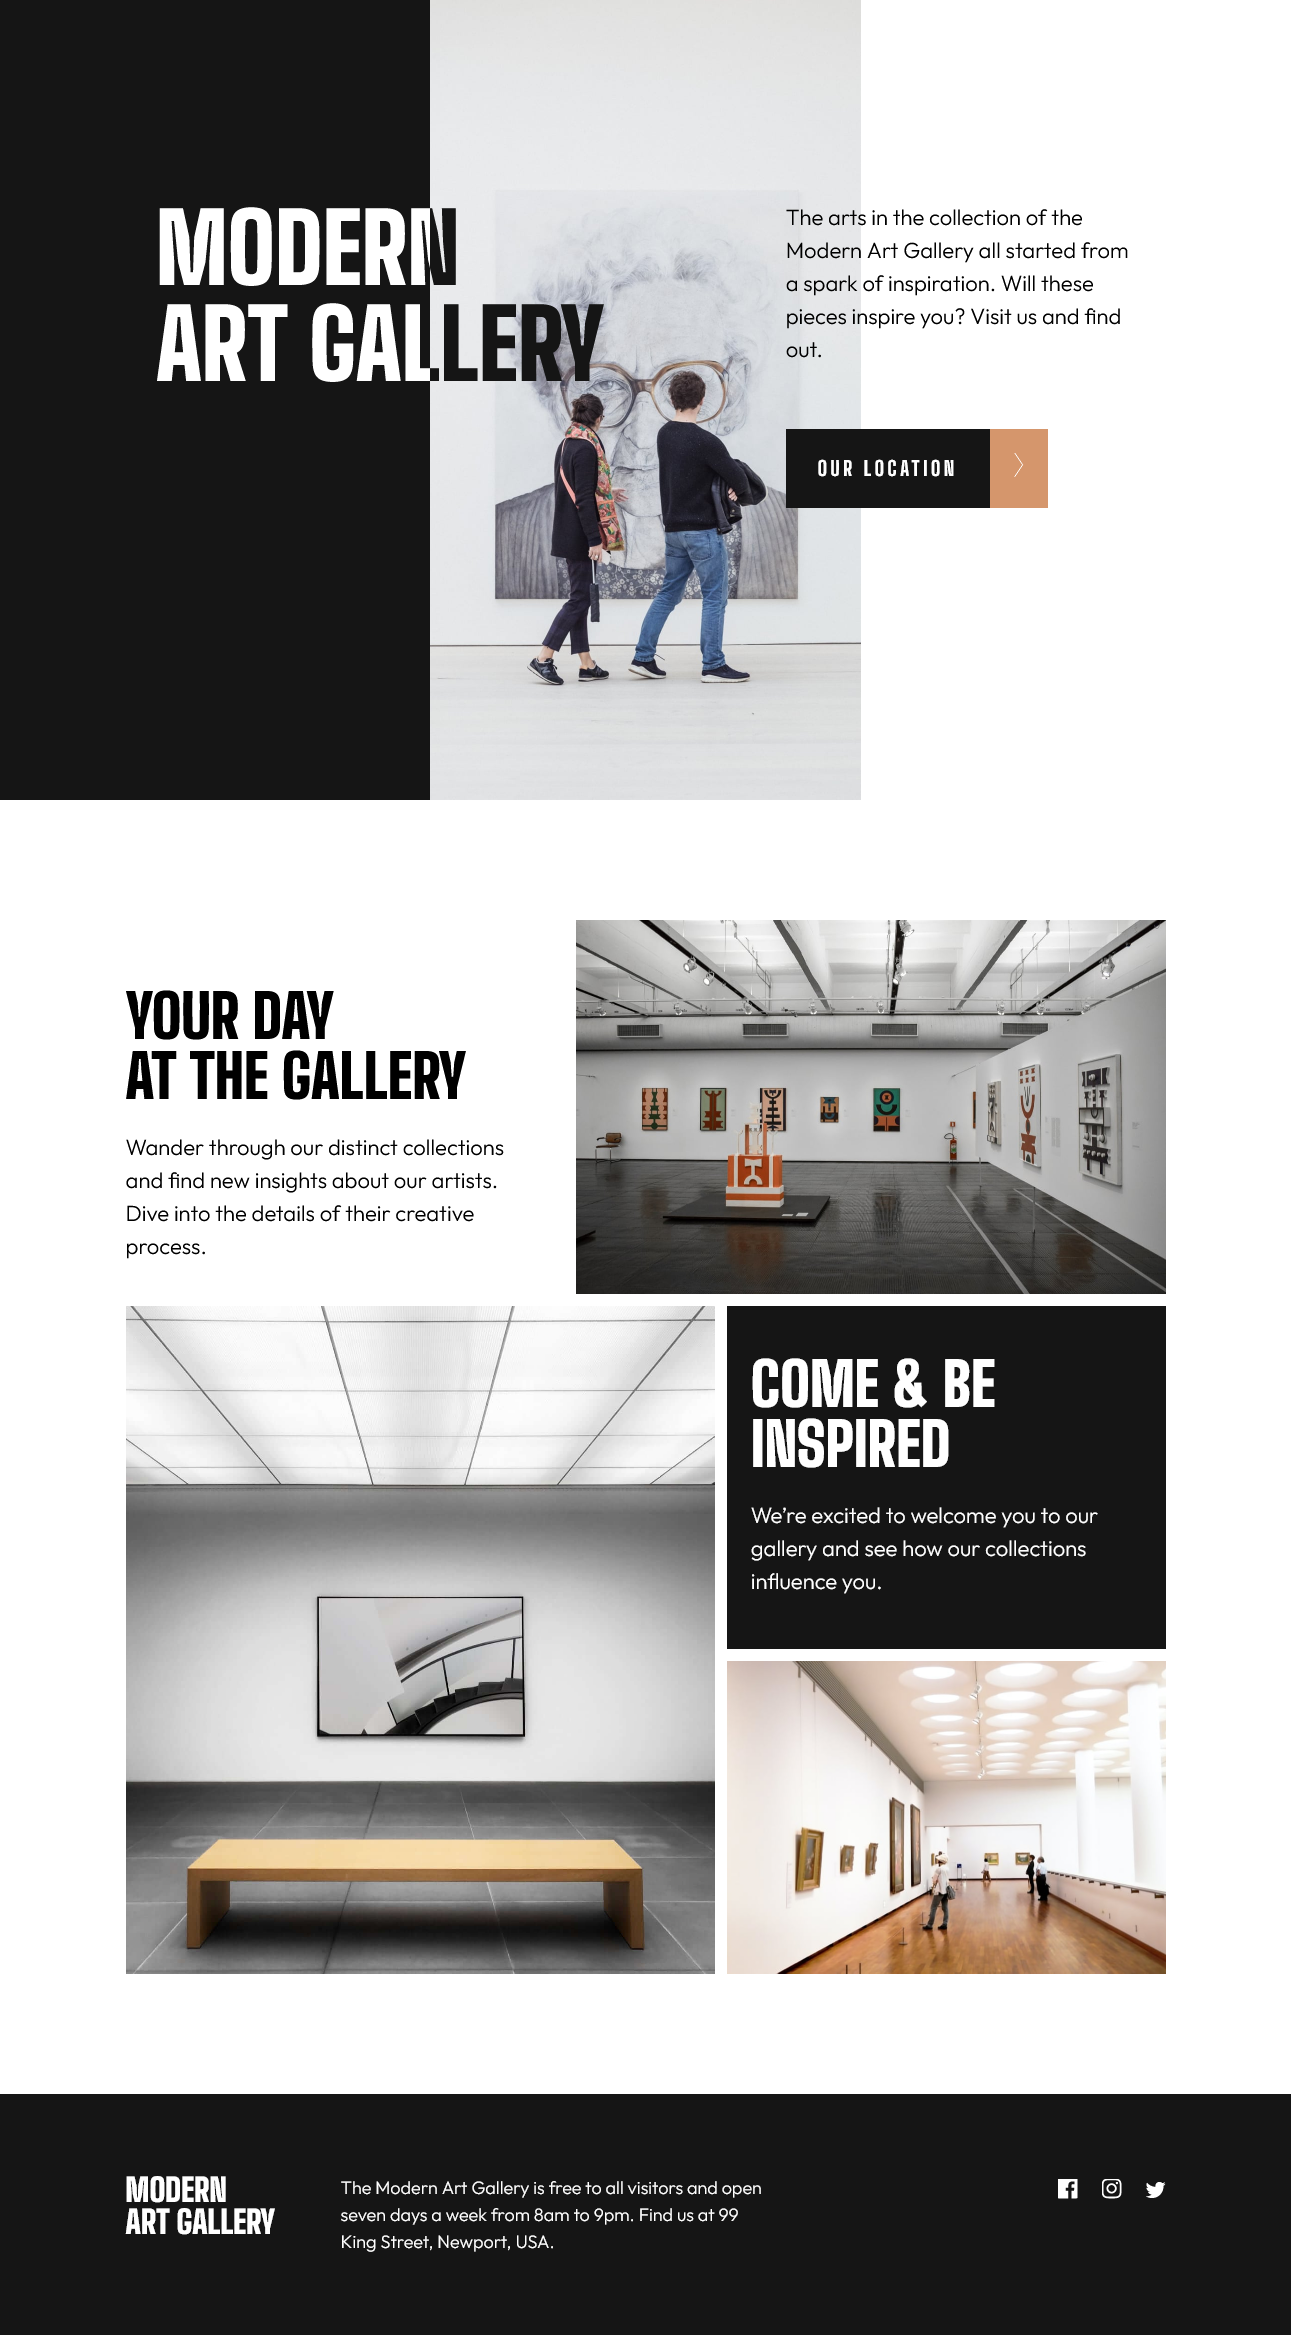 MODERN
ART GALLERY
The arts in the collection of the
Modern Art Gallery all started from
a spark of inspiration. Will these
pieces inspire you? Visit us and find
out.
OUR LOCATION
YOUR DAY
AT THE GALLERY
Wander through our distinct collections
and find new insights about our artists.
Dive into the details of their creative
process.
COME & BE
INSPIRED
We’re excited to welcome you to our
gallery and see how our collections
influence you.
MODERN
ART GALLERY
The Modern Art Gallery is free to all visitors and open
seven days a week from 8am to 9pm. Find us at 99
King Street, Newport, USA.